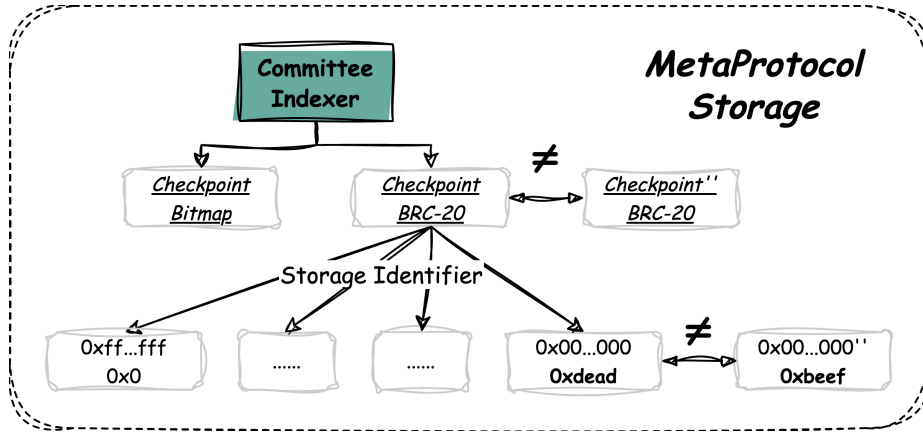 MetaProtocol
Storage
Committee
Indexer
≠
Checkpoint
Bitmap
Checkpoint
BRC-20
Checkpoint''
BRC-20
Storage Identifier
≠
0xff...fff
0x0
......
......
0x00...000
0xdead
0x00...000''
0xbeef